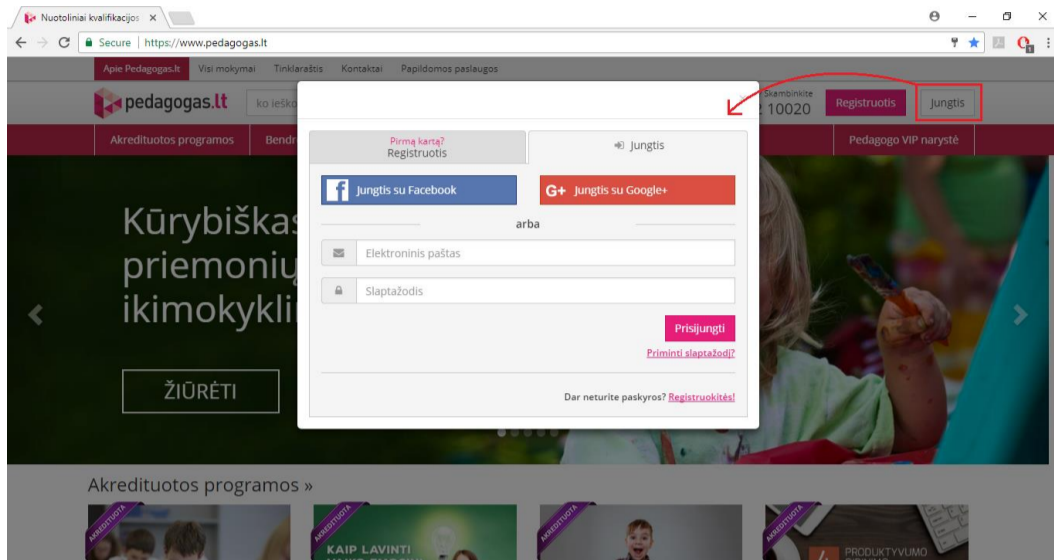 Nuotoliniai kvalifikacijos
Secure | https://www.pedagogas.lt
Apie Pedagogas.lt Visi mokymai Tinklaraštis Kontaktai Papildomos paslaugos
pedagogas.lt
ko ieško
Skambinkite
10020
Registruotis
Jungtis
Akredituotos programos
Bendr
Pedagogo VIP narystė
Pirmą kartą?
Registruotis
Jungtis
Jungtis su Facebook
G+ Jungtis su Google+
arba
Elektroninis paštas
Slaptažodis
Prisijungti
Priminti slaptažodį?
Dar neturite paskyros? Registruokitės!
Kūrybiškas
priemonių
ikimokykli
ŽIŪRĖTI
Akredituotos programos »
AKREDITUOTA
AKREDITUOTA
AKREDITUOTA
AKREDITUOTA
KAIP LAVINTI
PRODUKTYVUMO